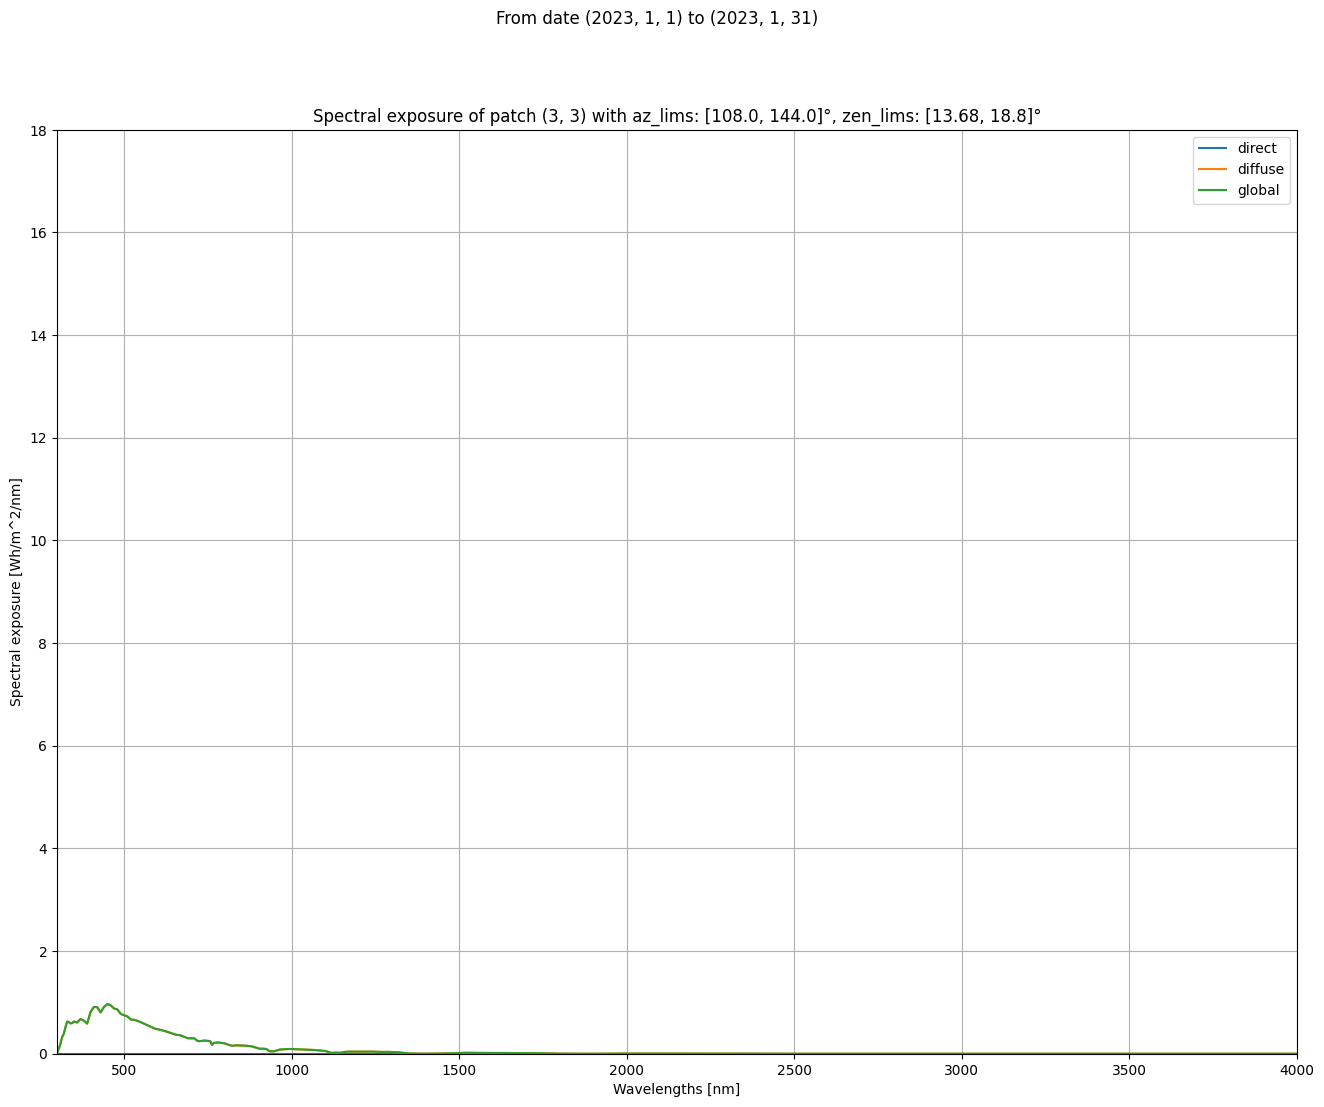 From date (2023, 1, 1) to (2023, 1, 31)
Spectral exposure of patch (3, 3) with az_lims: [108.0, 144.0]°, zen_lims: [13.68, 18.8]°
direct
diffuse
global
18
16
14
12
10
8
6
4
2
0
Spectral exposure [Wh/m^2/nm]
500 1000 1500 2000 2500 3000 3500 4000
Wavelengths [nm]